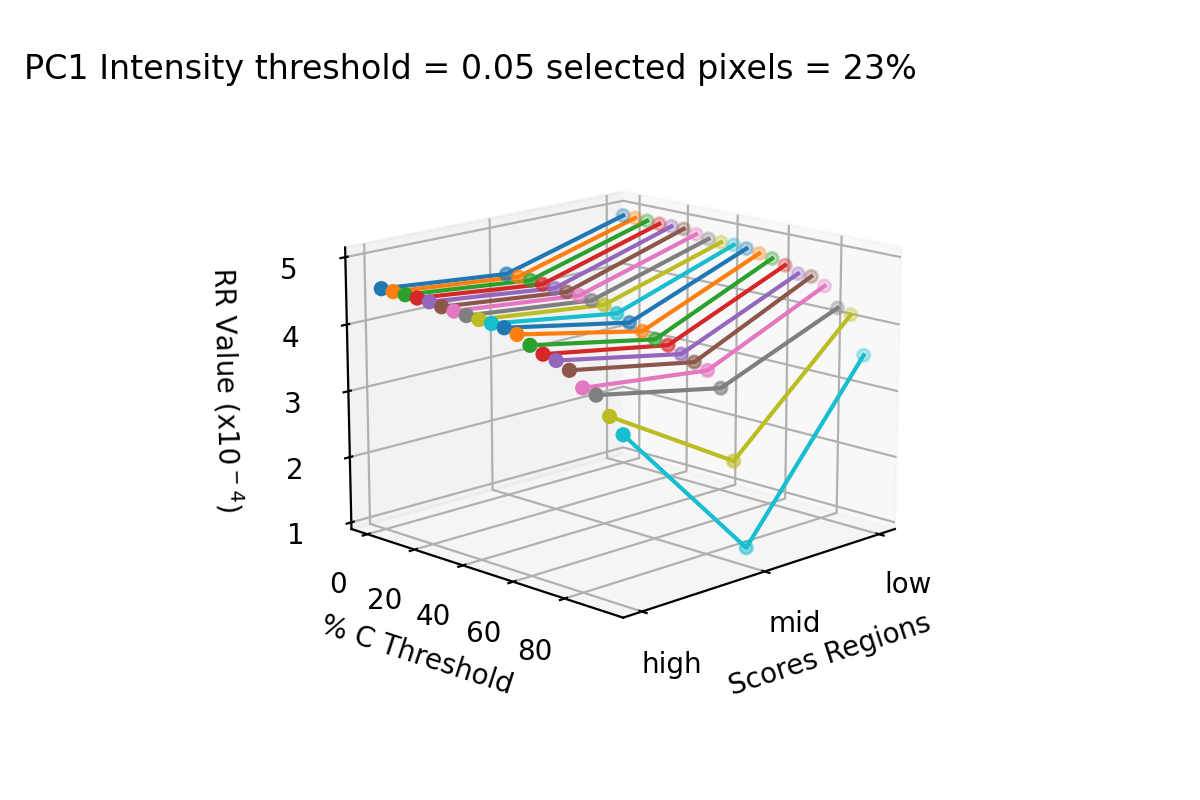 PC1 Intensity threshold = 0.05 selected pixels = 23%
RR Value (x10⁻⁴)
5
4
3
2
1
0
20
40
60
80
% C Threshold
high
mid
low
Scores Regions